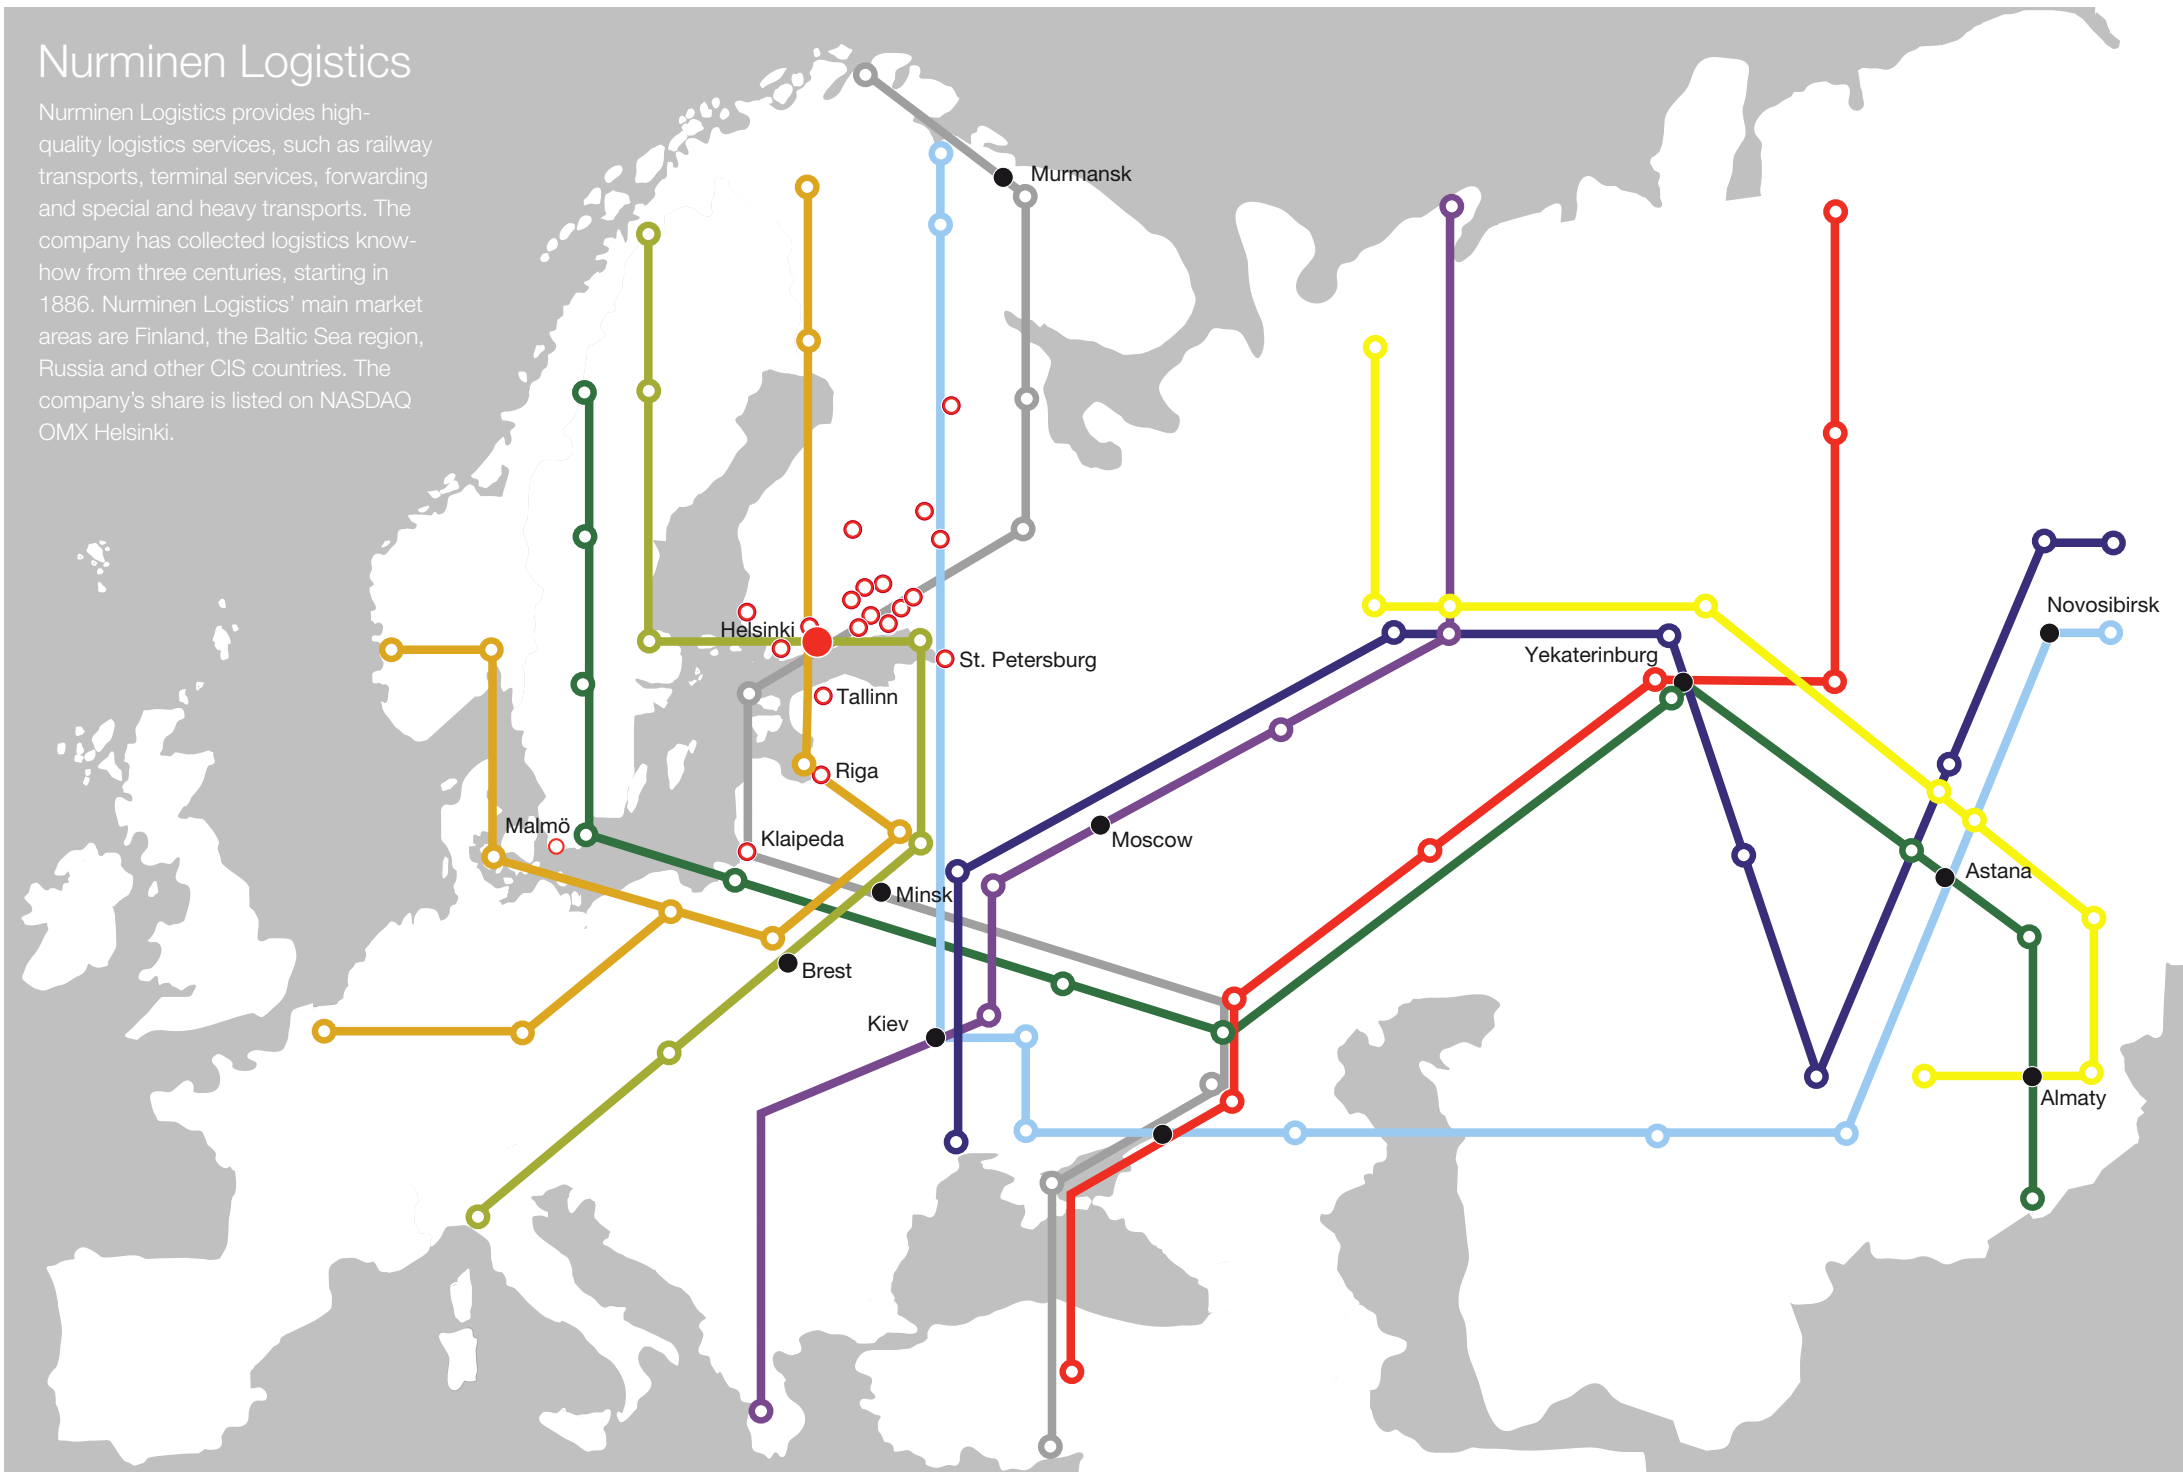 Nurminen Logistics
Nurminen Logistics provides high-
quality logistics services, such as railway
transports, terminal services, forwarding
and special and heavy transports. The
company has collected logistics know-
how from three centuries, starting in
1886. Nurminen Logistics’ main market
areas are Finland, the Baltic Sea region,
Russia and other CIS countries. The
company’s share is listed on NASDAQ
OMX Helsinki.
Murmansk
Novosibirsk
Helsinki
Yekaterinburg
St. Petersburg
Tallinn
Riga
Malmö
Klaipeda
Moscow
Astana
Minsk
Brest
Kiev
Almaty